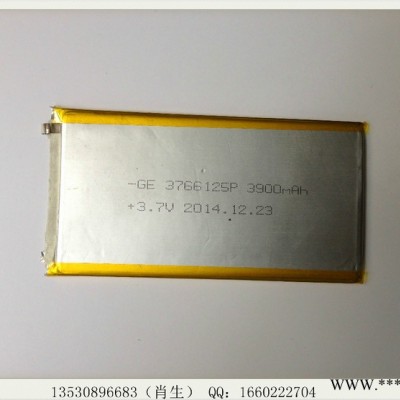 -GE 3766125P 3900mAh
+3.7V 2014.12.23
13530896683（肖生） QQ：1660222704
www.***